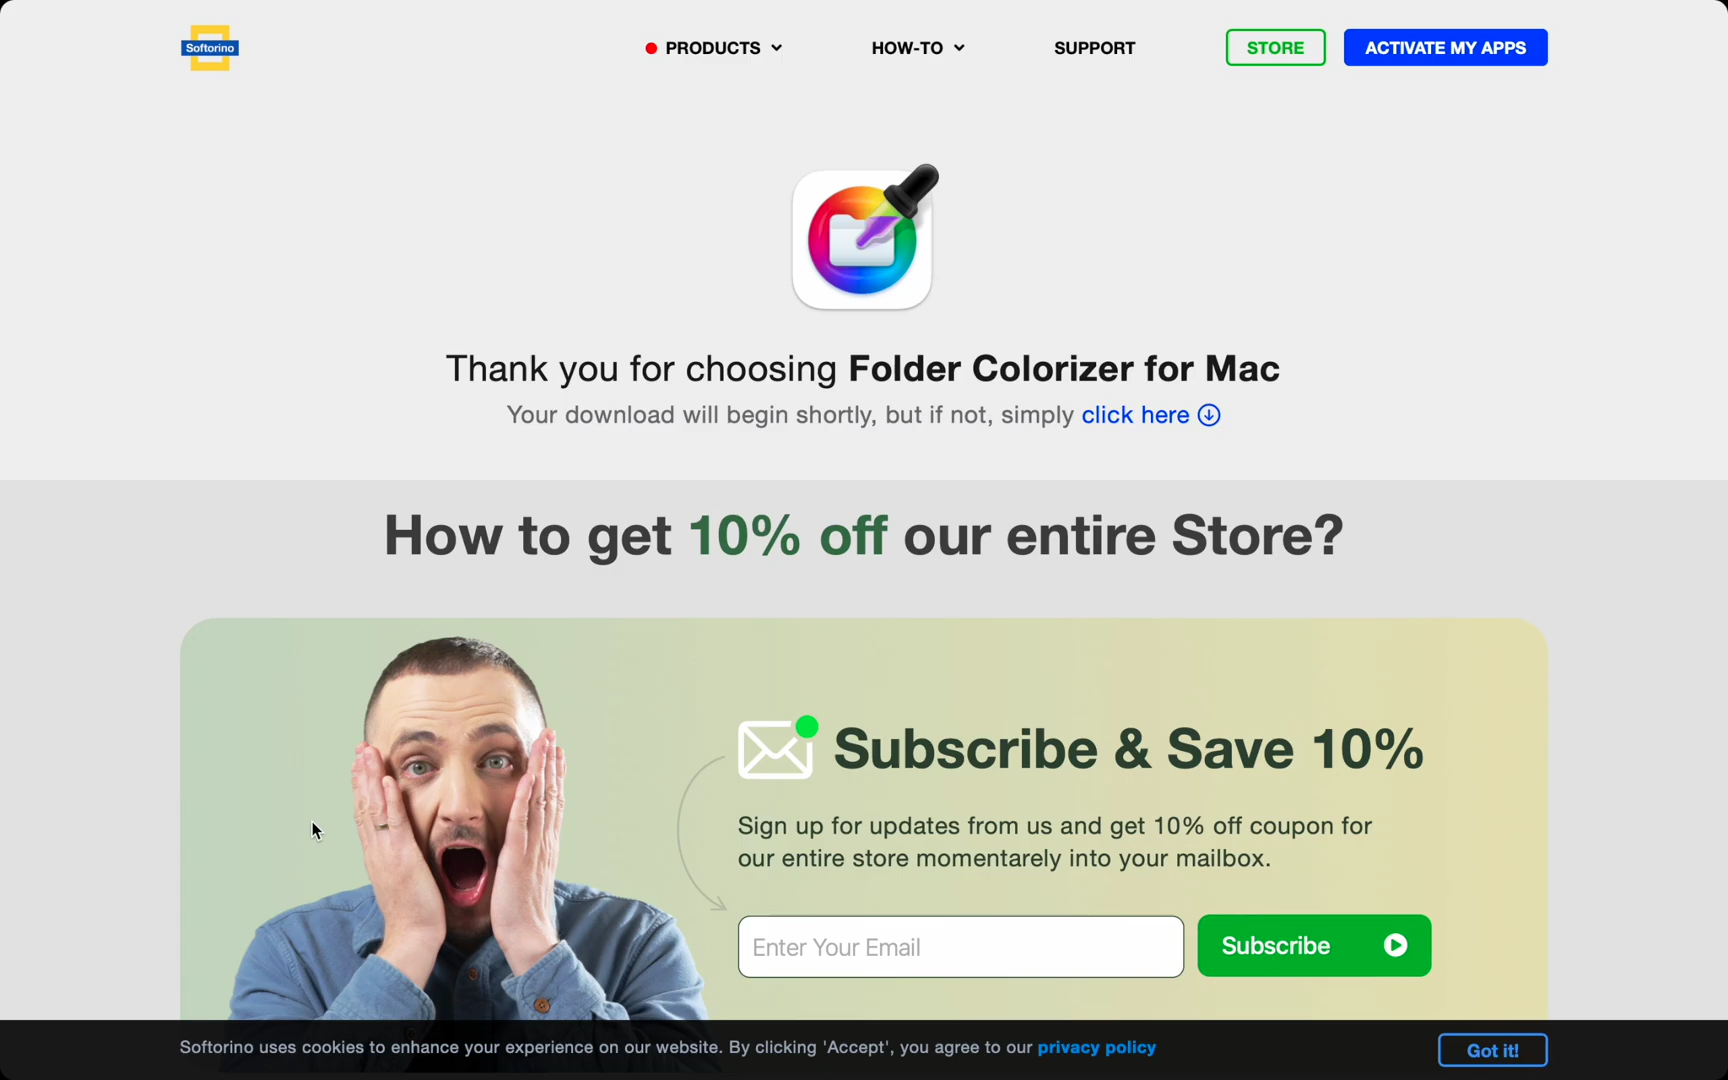 Softorino
PRODUCTS
HOW-TO
SUPPORT
STORE
ACTIVATE MY APPS
Thank you for choosing Folder Colorizer for Mac
Your download will begin shortly, but if not, simply click here
How to get 10% off our entire Store?
Subscribe & Save 10%
Sign up for updates from us and get 10% off coupon for
our entire store momentarely into your mailbox.
Enter Your Email
Subscribe
Softorino uses cookies to enhance your experience on our website. By clicking 'Accept', you agree to our privacy policy
Got it!